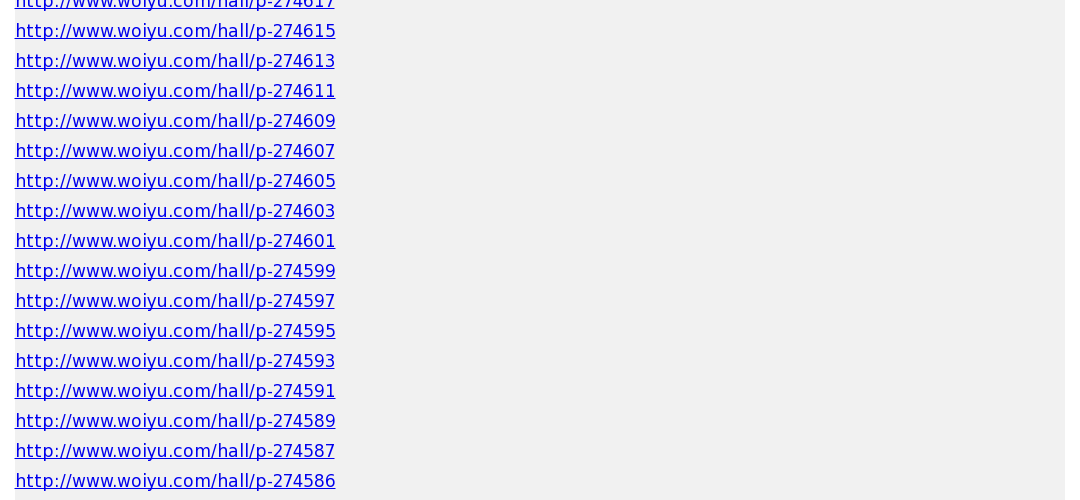 http://www.woiyu.com/hall/p-274617
http://www.woiyu.com/hall/p-274615
http://www.woiyu.com/hall/p-274613
http://www.woiyu.com/hall/p-274611
http://www.woiyu.com/hall/p-274609
http://www.woiyu.com/hall/p-274607
http://www.woiyu.com/hall/p-274605
http://www.woiyu.com/hall/p-274603
http://www.woiyu.com/hall/p-274601
http://www.woiyu.com/hall/p-274599
http://www.woiyu.com/hall/p-274597
http://www.woiyu.com/hall/p-274595
http://www.woiyu.com/hall/p-274593
http://www.woiyu.com/hall/p-274591
http://www.woiyu.com/hall/p-274589
http://www.woiyu.com/hall/p-274587
http://www.woiyu.com/hall/p-274586